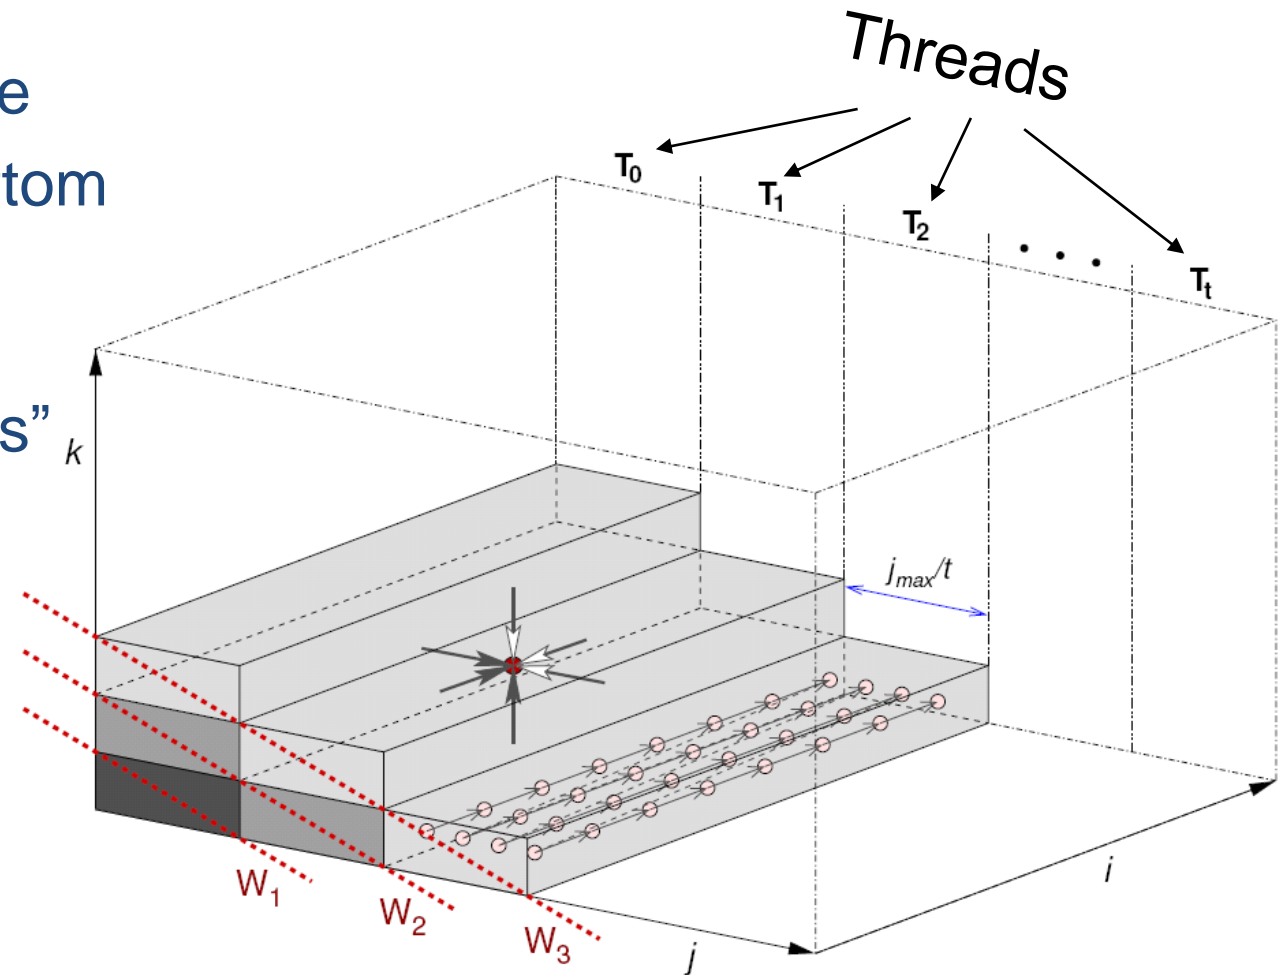 Threads
e
tom
s”
T0
T1
T2
. . .
Tt
k
jmax/t
W1
W2
W3
j
i